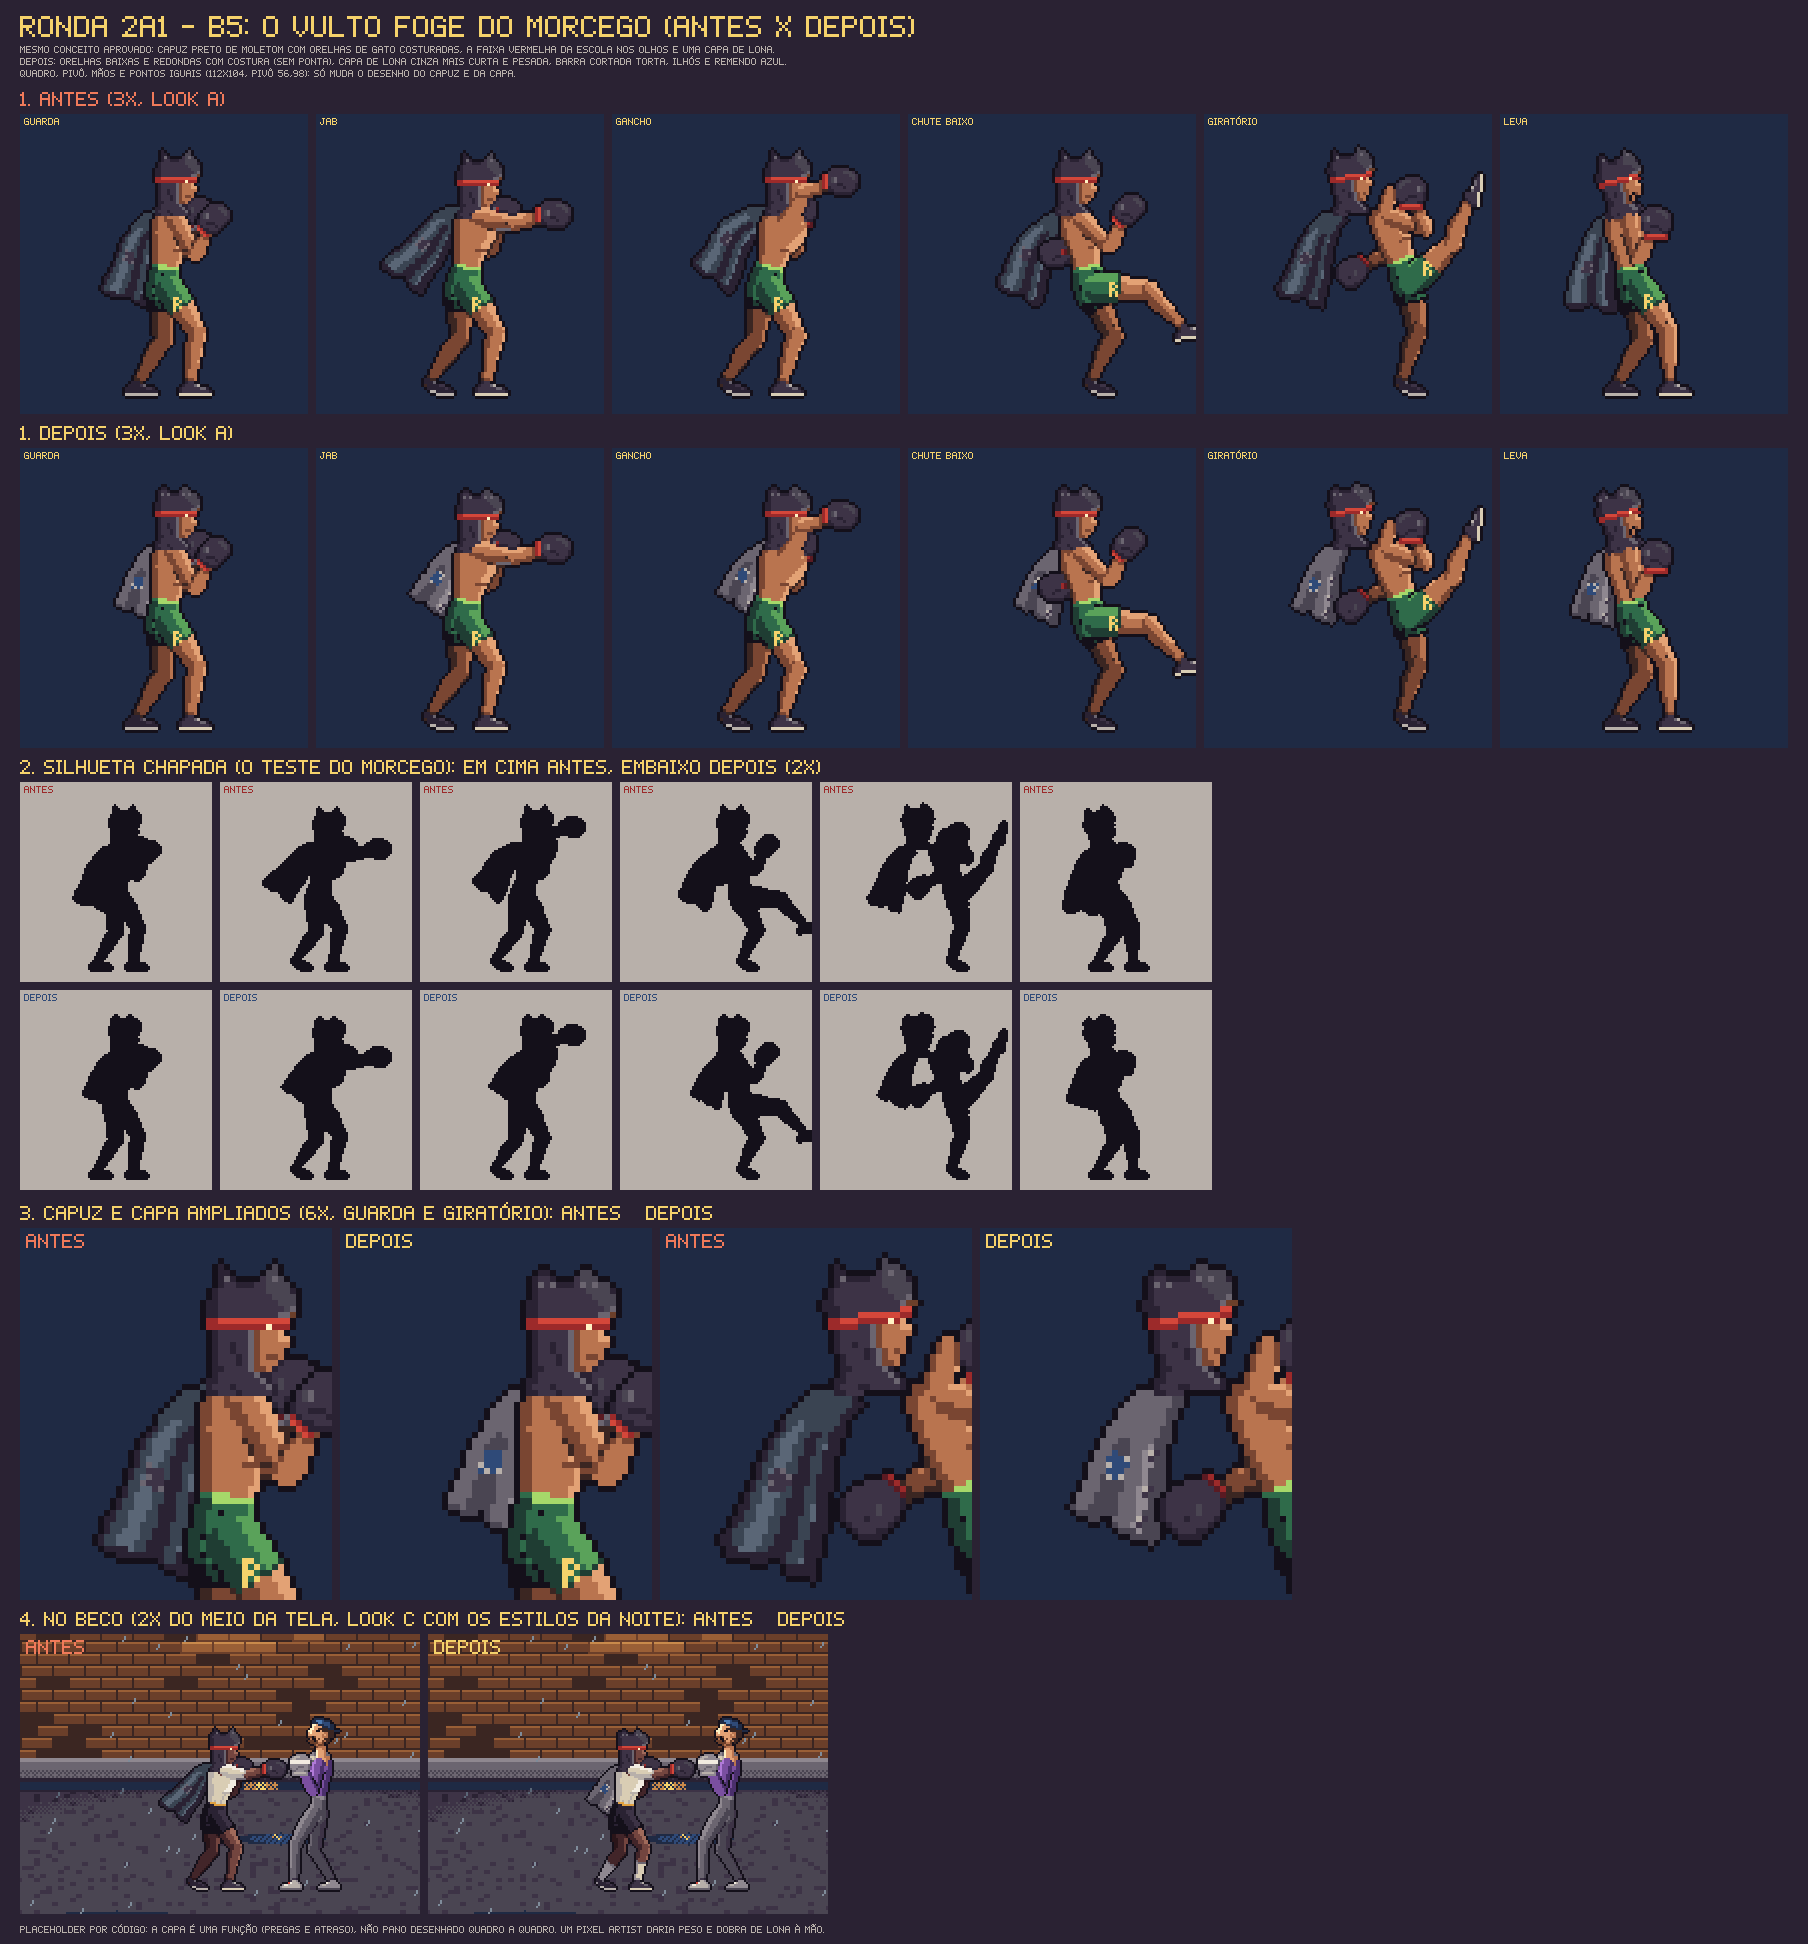 RONDA 2A1 - B5: O VULTO FOGE DO MORCEGO (ANTES X DEPOIS)
MESMO CONCEITO APROVADO: CAPUZ PRETO DE MOLETOM COM ORELHAS DE GATO COSTURADAS, A FAIXA VERMELHA DA ESCOLA NOS OLHOS E UMA CAPA DE LONA.
DEPOIS: ORELHAS BAIXAS E REDONDAS COM COSTURA (SEM PONTA), CAPA DE LONA CINZA MAIS CURTA E PESADA, BARRA CORTADA TORTA, ILHÓS E REMENDO AZUL.
QUADRO, PIVÔ, MÃOS E PONTOS IGUAIS (112X104, PIVÔ 56,98): SÓ MUDA O DESENHO DO CAPUZ E DA CAPA.
1. ANTES (3X, LOOK A)
GUARDA
JAB
GANCHO
CHUTE BAIXO
GIRATÓRIO
LEVA
R
R
R
R
R
R
1. DEPOIS (3X, LOOK A)
GUARDA
JAB
GANCHO
CHUTE BAIXO
GIRATÓRIO
LEVA
R
R
R
R
R
R
2. SILHUETA CHAPADA (O TESTE DO MORCEGO): EM CIMA ANTES, EMBAIXO DEPOIS (2X)
ANTES
ANTES
ANTES
ANTES
ANTES
ANTES
DEPOIS
DEPOIS
DEPOIS
DEPOIS
DEPOIS
DEPOIS
3. CAPUZ E CAPA AMPLIADOS (6X, GUARDA E GIRATÓRIO): ANTES DEPOIS
ANTES
DEPOIS
ANTES
DEPOIS
R
R
4. NO BECO (2X DO MEIO DA TELA, LOOK C COM OS ESTILOS DA NOITE): ANTES DEPOIS
ANTES
DEPOIS
PLACEHOLDER POR CÓDIGO: A CAPA É UMA FUNÇÃO (PREGAS E ATRASO), NÃO PANO DESENHADO QUADRO A QUADRO. UM PIXEL ARTIST DARIA PESO E DOBRA DE LONA À MÃO.